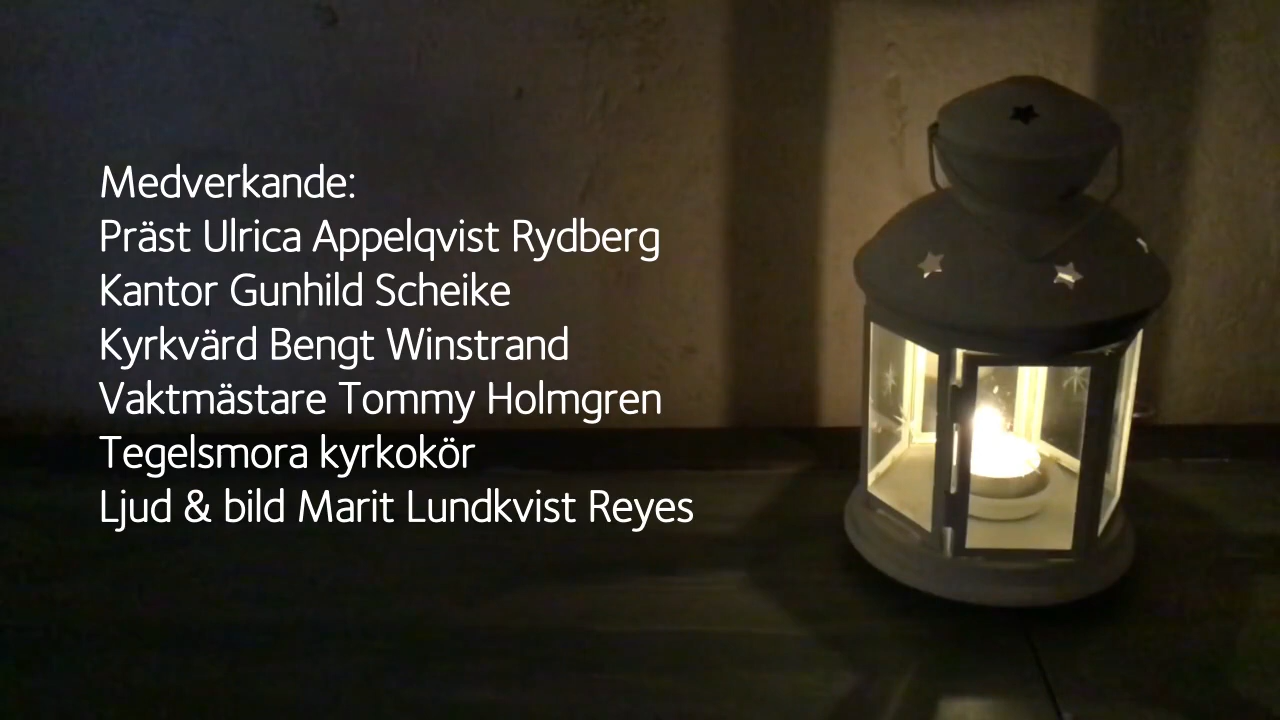 Medverkande:
Präst Ulrica Appelqvist Rydberg
Kantor Gunhild Scheike
Kyrkvärd Bengt Winstrand
Vaktmästare Tommy Holmgren
Tegelsmora kyrkokör
Ljud & bild Marit Lundkvist Reyes